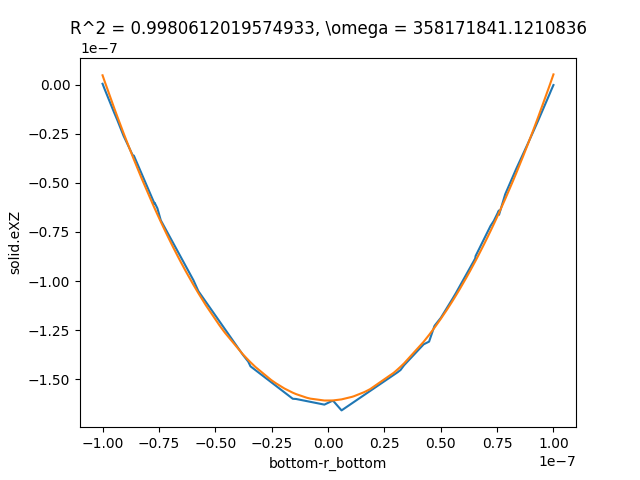 R^2 = 0.9980612019574933, \omega = 358171841.1210836
1e−7
0.00
−0.25
−0.50
−0.75
−1.00
−1.25
−1.50
solid.eXZ
−1.00 −0.75 −0.50 −0.25 0.00 0.25 0.50 0.75 1.00
bottom-r_bottom
1e−7